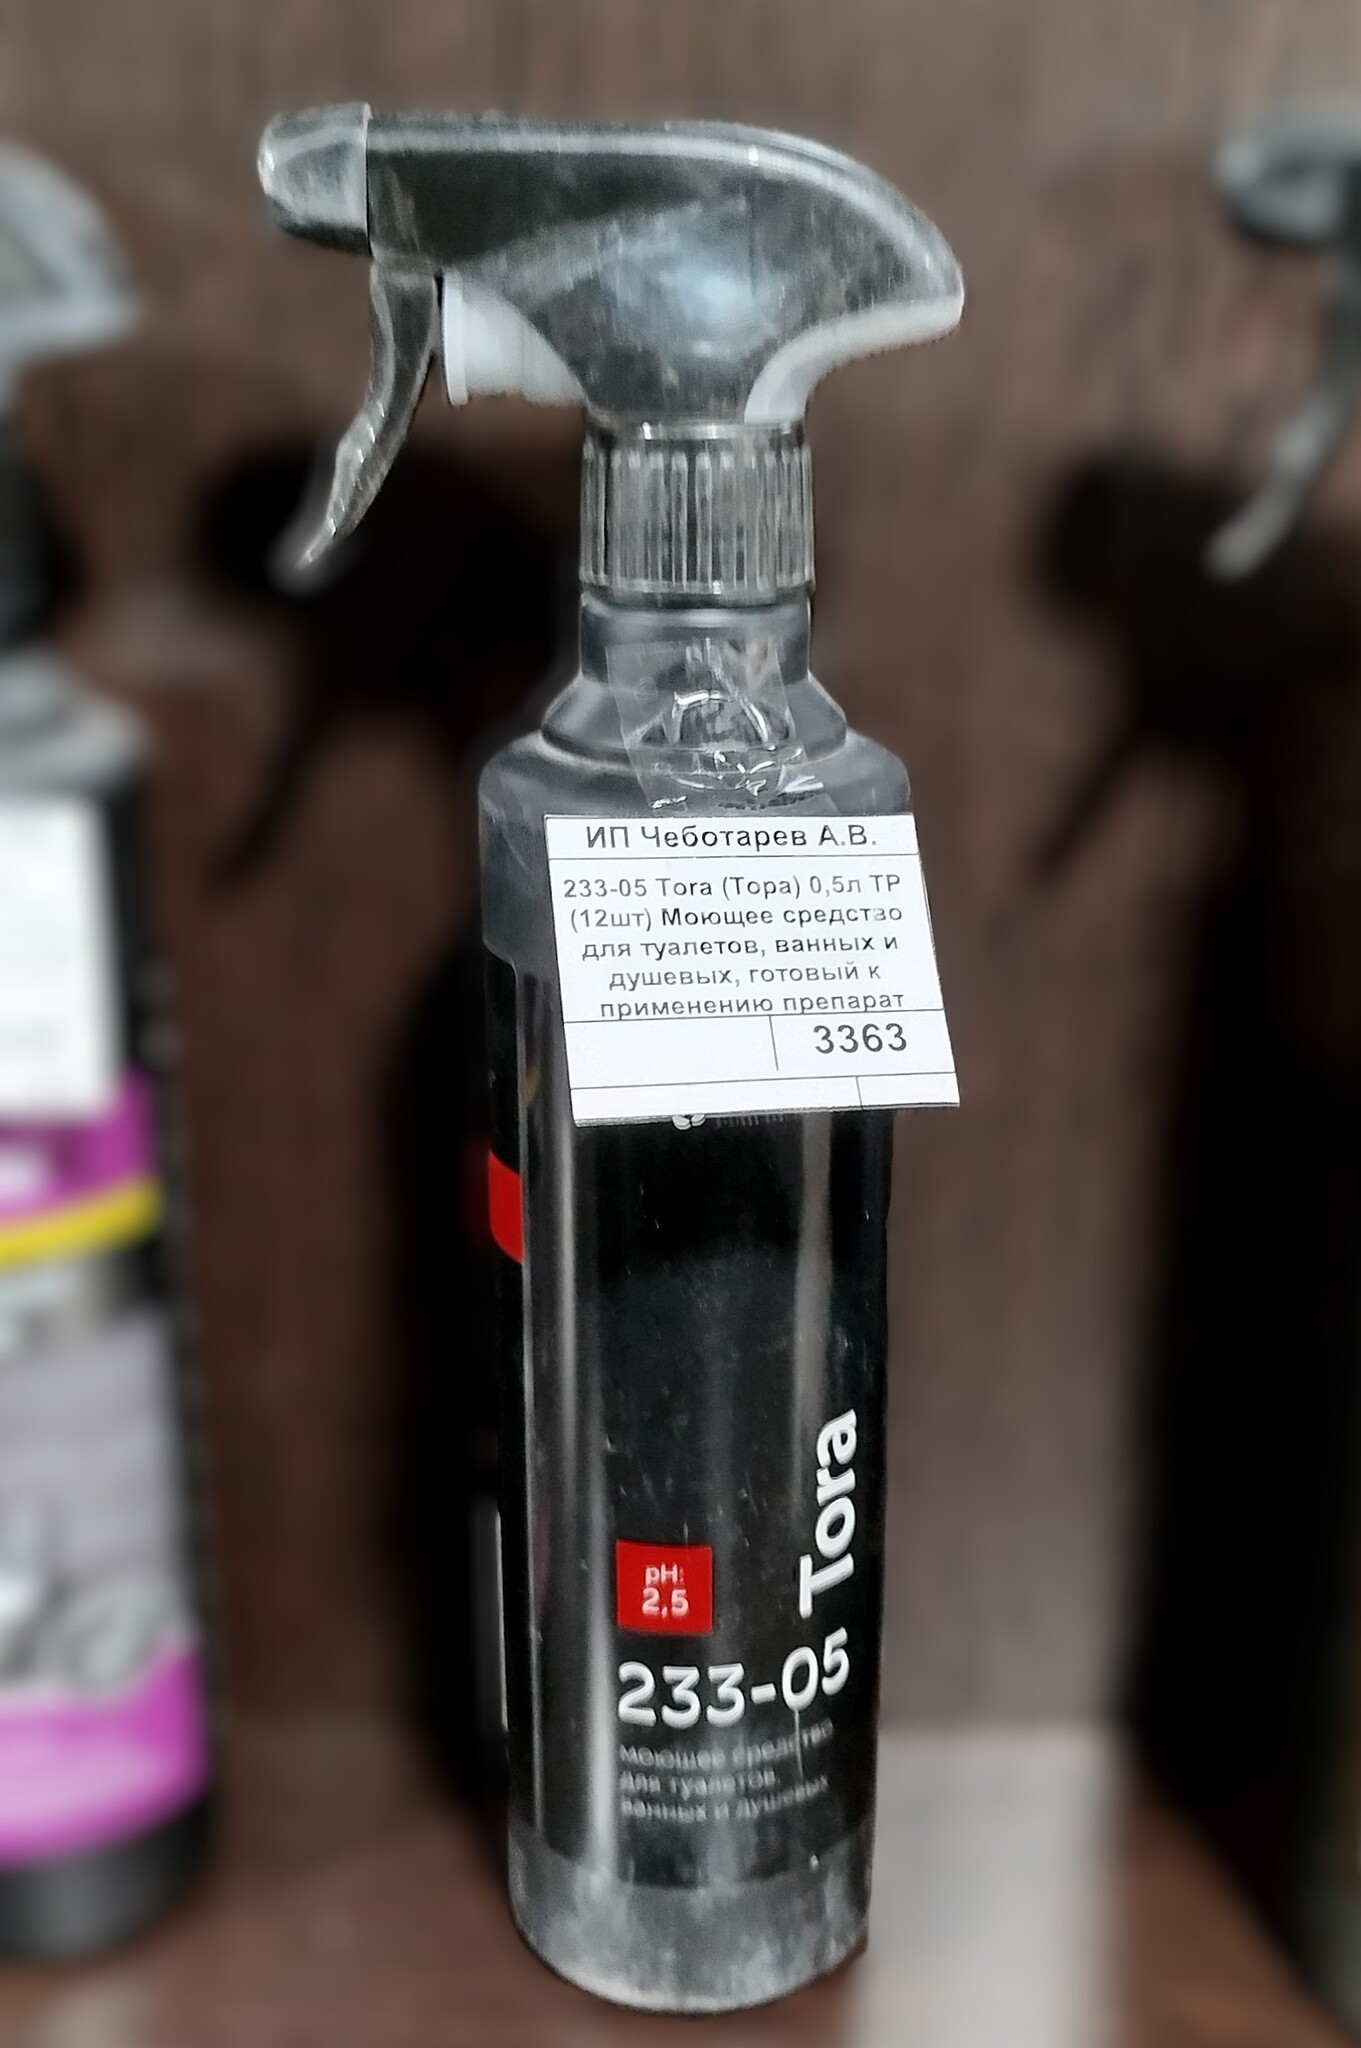 ИП Чеботарев А.В.
233-05 Tora (Тора) 0,5л ТР
(12шт) Моющее средство
для туалетов, ванных и
душевых, готовый к
применению препарат
3363
Tora
pH:
2,5
233-05
моющее средство
для туалетов,
ванных и душевых